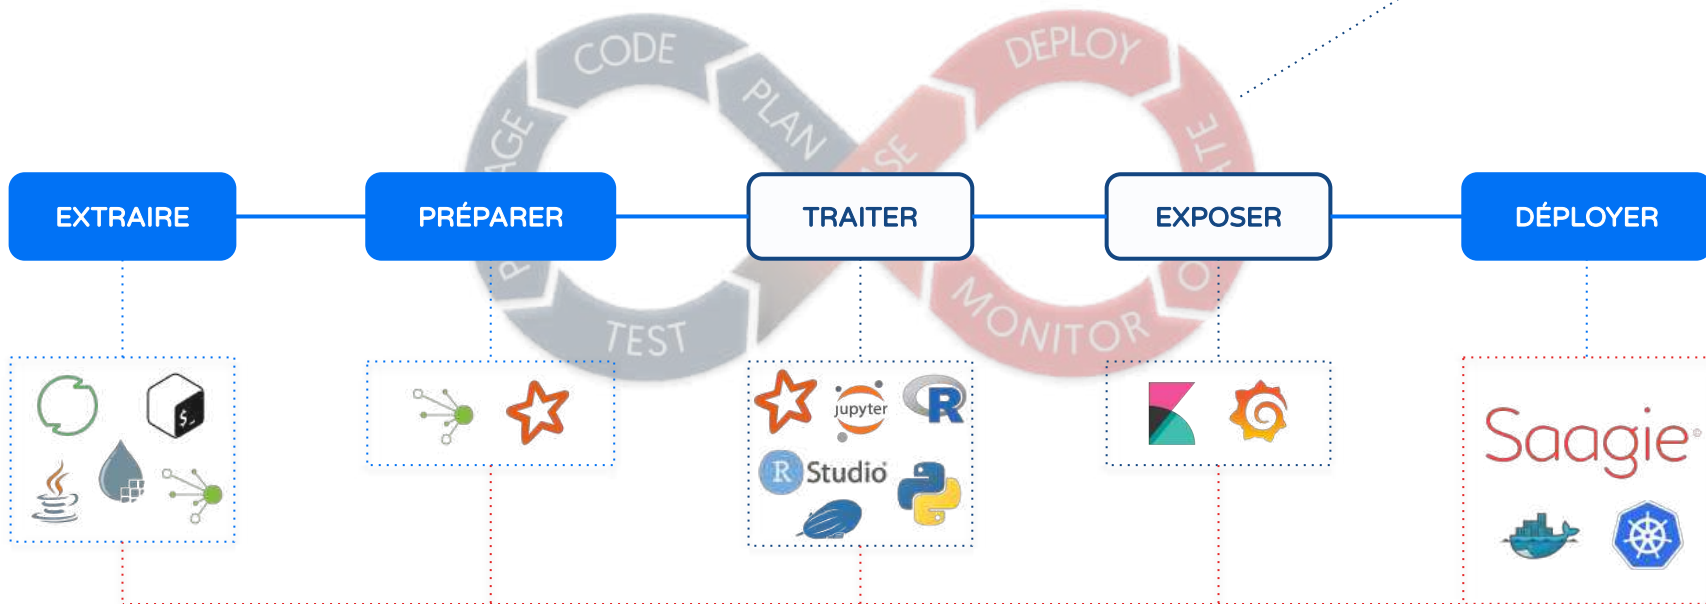 CODE
DEPLOY
PLAN
EXTRAIRE
PRÉPARER
TRAITER
EXPOSER
DÉPLOYER
TEST
MONITOR
$_
jupyter
R
R Studio
Saagie